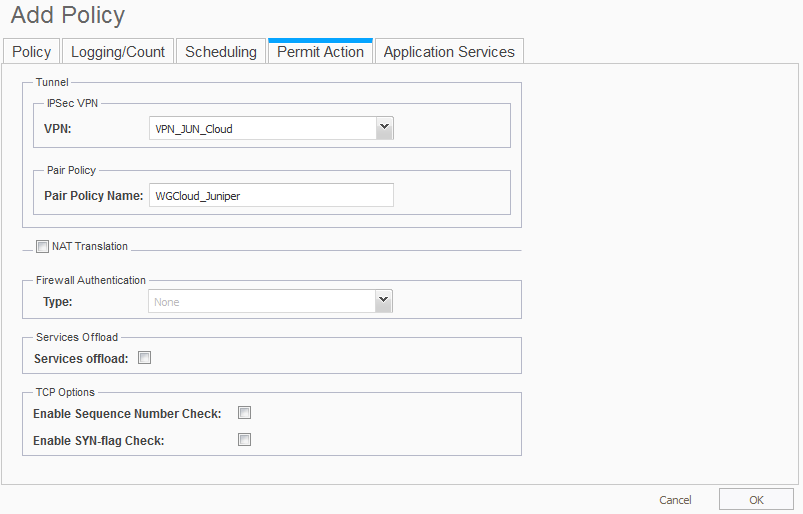 Add Policy
Policy Logging/Count Scheduling Permit Action Application Services
Tunnel
IPSec VPN
VPN: VPN_JUN_Cloud
Pair Policy
Pair Policy Name: WGCloud_Juniper
NAT Translation
Firewall Authentication
Type: None
Services Offload
Services offload:
TCP Options
Enable Sequence Number Check:
Enable SYN-flag Check:
Cancel OK